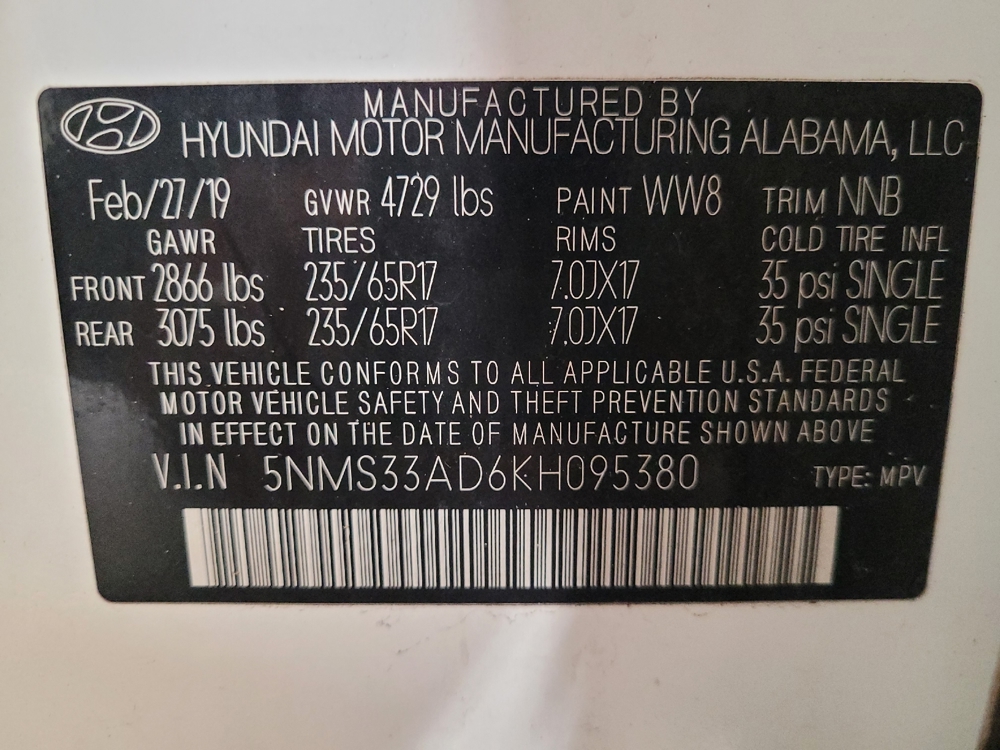 MANUFACTURED BY
HYUNDAI MOTOR MANUFACTURING ALABAMA, LLC
Feb/27/19 GVWR 4729 lbs PAINT WW8 TRIM NNB
GAWR TIRES RIMS COLD TIRE INFL
FRONT 2866 lbs 235/65R17 7.0JX17 35 psi SINGLE
REAR 3075 lbs 235/65R17 7.0JX17 35 psi SINGLE
THIS VEHICLE CONFORMS TO ALL APPLICABLE U.S.A. FEDERAL
MOTOR VEHICLE SAFETY AND THEFT PREVENTION STANDARDS
IN EFFECT ON THE DATE OF MANUFACTURE SHOWN ABOVE
V.I.N 5NMS33AD6KH095380 TYPE: MPV